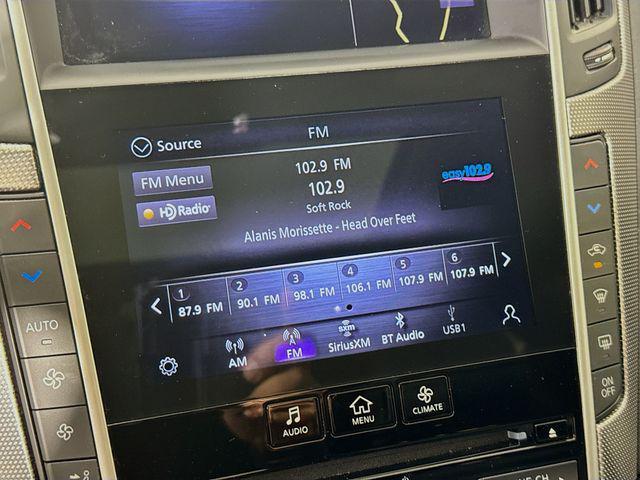 Source
FM
FM Menu
HD Radio
102.9 FM
102.9
Soft Rock
easy102.9
Alanis Morissette - Head Over Feet
1 87.9 FM
2 90.1 FM
3 98.1 FM
4 106.1 FM
5 107.9 FM
6 107.9 FM
AM
FM
sxm
SiriusXM
BT Audio
USB1
AUTO
ON
OFF
AUDIO
MENU
CLIMATE